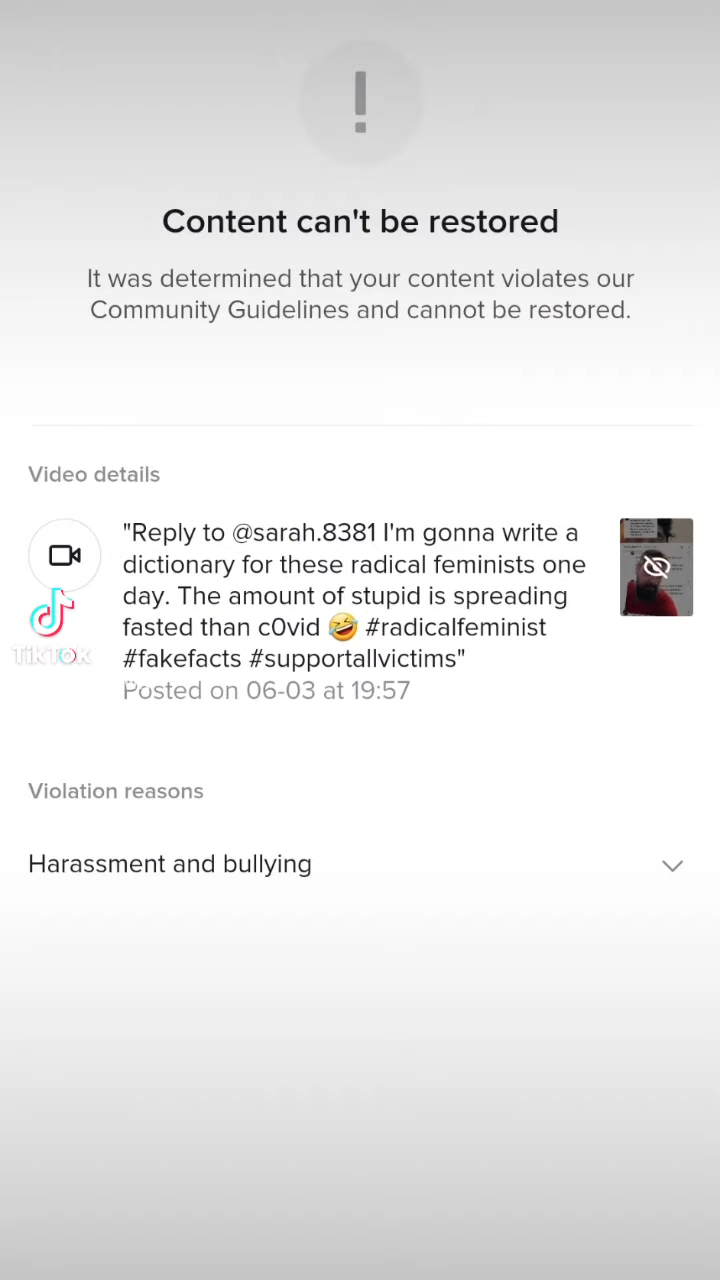 Content can't be restored
It was determined that your content violates our
Community Guidelines and cannot be restored.
Video details
"Reply to @sarah.8381 I'm gonna write a
dictionary for these radical feminists one
day. The amount of stupid is spreading
fasted than c0vid 🤣 #radicalfeminist
#fakefacts #supportallvictims"
Posted on 06-03 at 19:57
TikTok
Violation reasons
Harassment and bullying